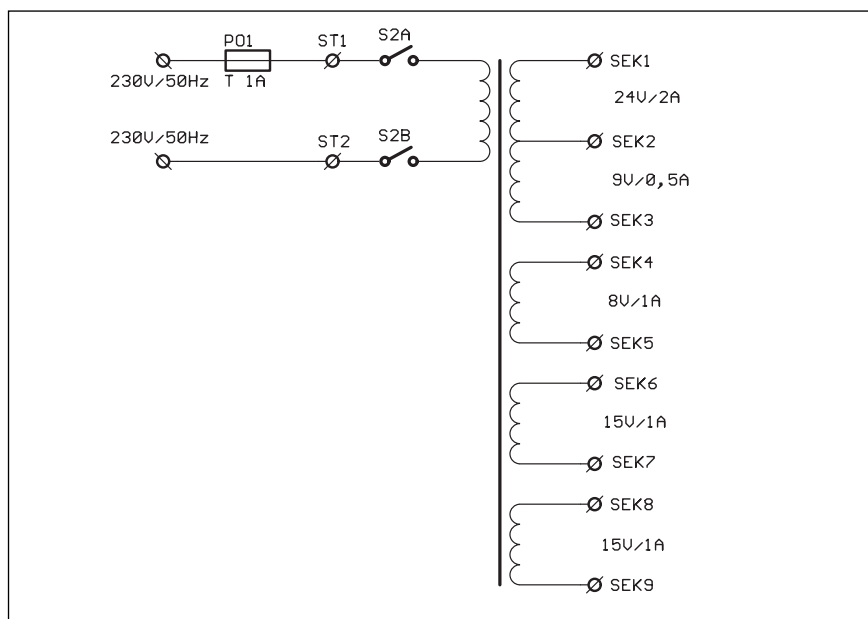 PO1
ST1
S2A
230V/50Hz
T 1A
230V/50Hz
ST2
S2B
SEK1
24V/2A
SEK2
9V/0,5A
SEK3
SEK4
8V/1A
SEK5
SEK6
15V/1A
SEK7
SEK8
15V/1A
SEK9